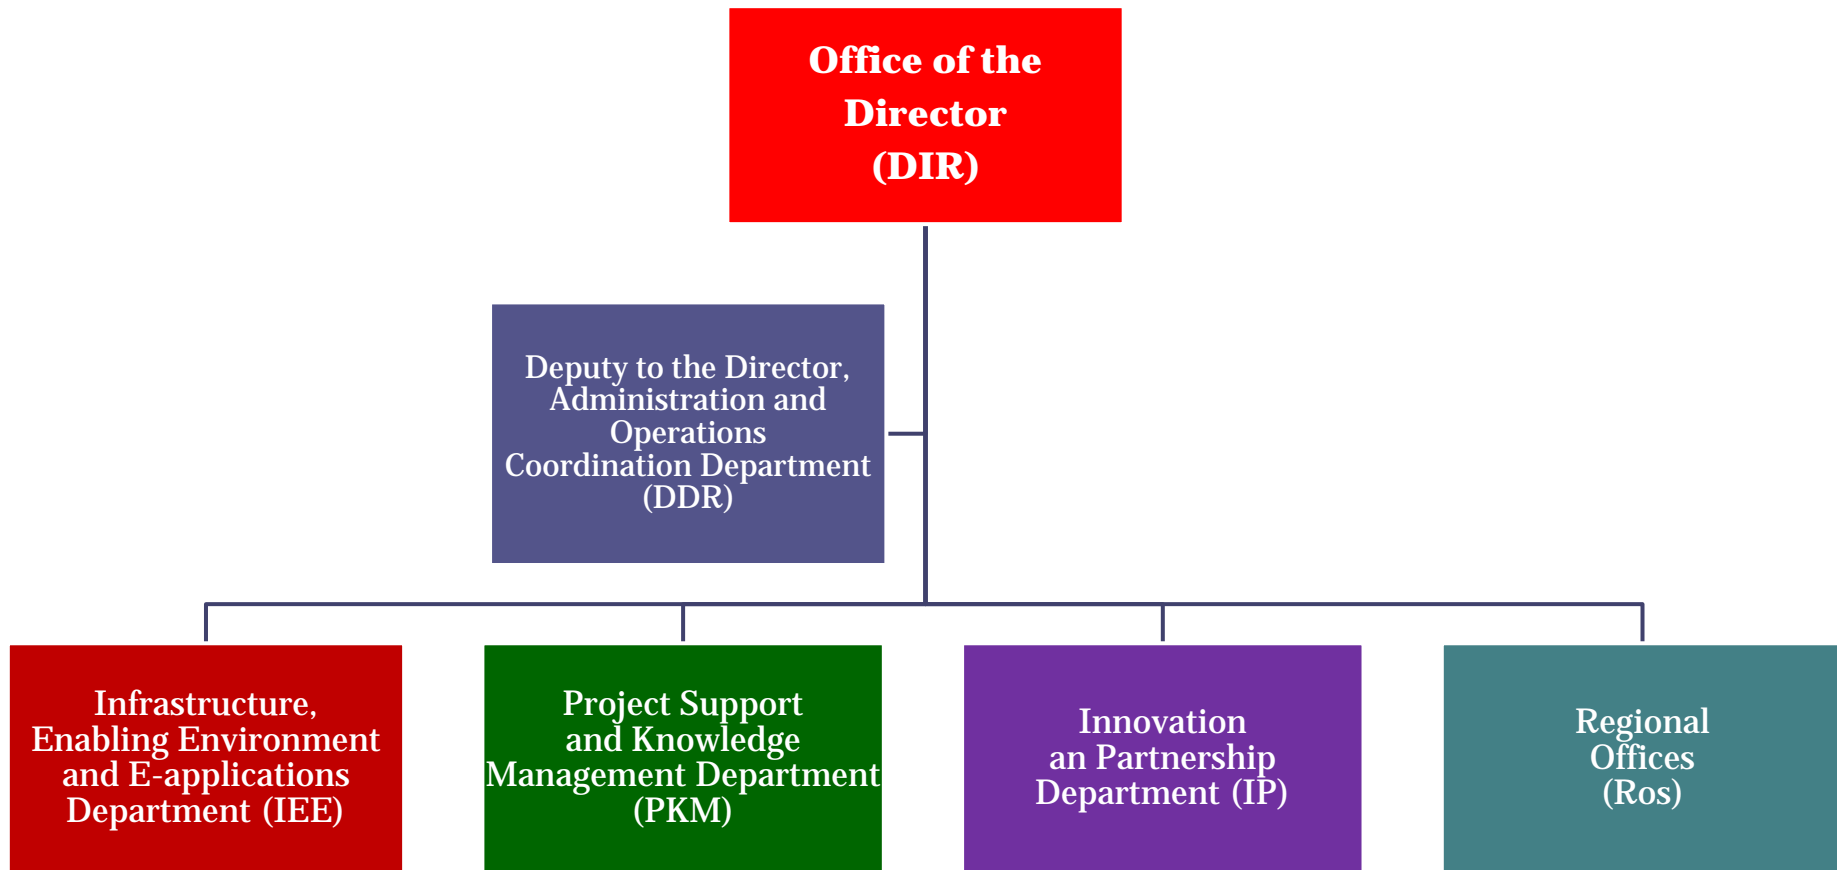 Office of the
Director
(DIR)
Deputy to the Director,
Administration and
Operations
Coordination Department
(DDR)
Infrastructure,
Enabling Environment
and E-applications
Department (IEE)
Project Support
and Knowledge
Management Department
(PKM)
Innovation
an Partnership
Department (IP)
Regional
Offices
(Ros)